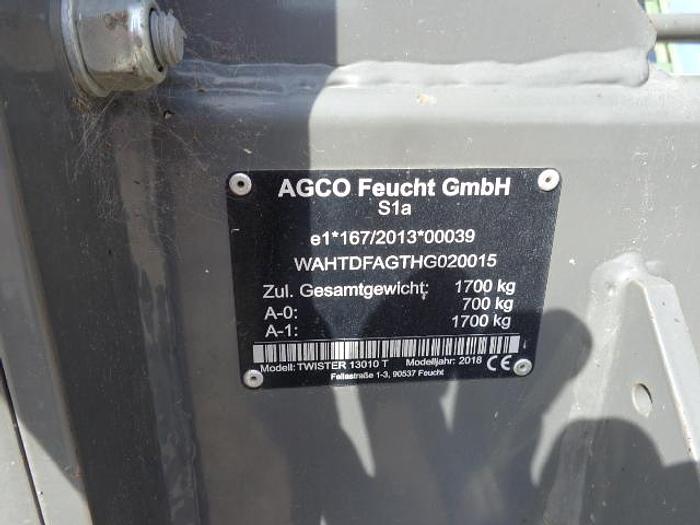 AGCO Feucht GmbH
S1a
e1*167/2013*00039
WAHTDFAGTHG020015
Zul. Gesamtgewicht: 1700 kg
A-0: 700 kg
A-1: 1700 kg
Modell: TWISTER 13010 T Modelljahr: 2018 CE
Fellastraße 1-3, 90537 Feucht